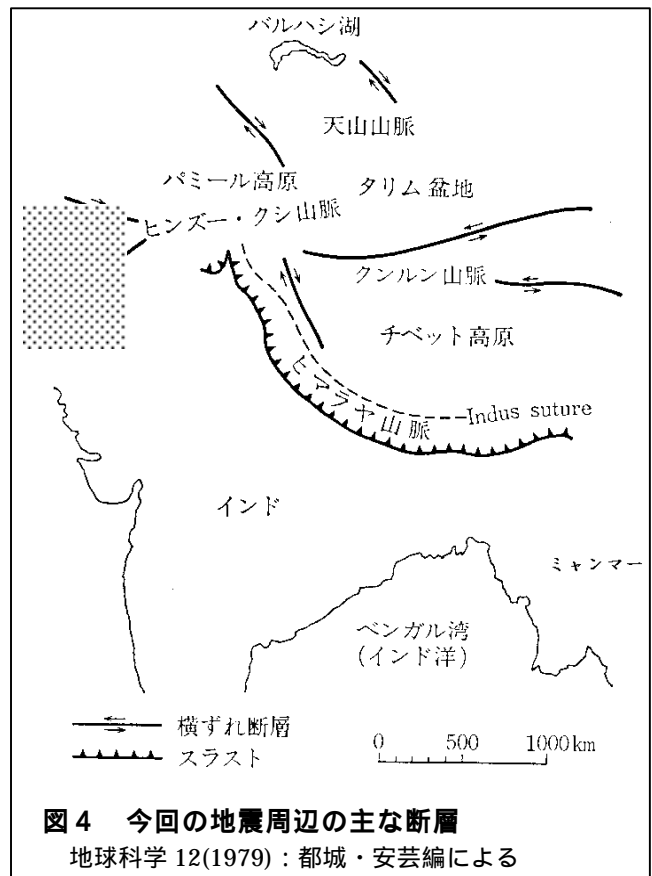 バルハシ湖
天山山脈
パミール高原
タリム盆地
ヒンズー・クシ山脈
クンルン山脈
チベット高原
ヒマラヤ山脈
Indus suture
インド
ミャンマー
ベンガル湾
(インド洋)
横ずれ断層
スラスト
0 500 1000km
図4 今回の地震周辺の主な断層
地球科学 12(1979):都城・安芸編による